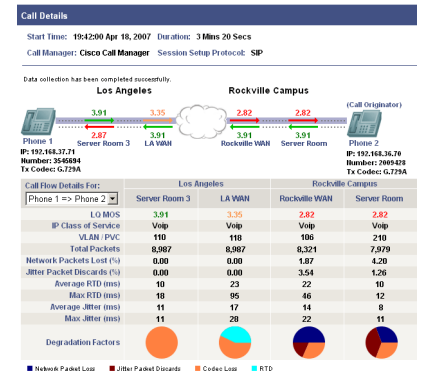 Call Details
Start Time: 19:42:00 Apr 18, 2007 Duration: 3 Mins 20 Secs
Call Manager: Cisco Call Manager Session Setup Protocol: SIP
Data collection has been completed successfully.
Los Angeles Rockville Campus
(Call Originator)
3.91 3.35 2.82 2.82
2.87 3.91 3.91 3.91
Phone 1 Server Room 3 LA WAN Rockville WAN Server Room Phone 2
IP: 192.168.37.71 IP: 192.168.36.70
Number: 3545694 Number: 2009428
Tx Codec: G.729A Tx Codec: G.729A
Call Flow Details For: Los Angeles Rockville Campus
Phone 1 => Phone 2 Server Room 3 LA WAN Rockville WAN Server Room
LQ MOS 3.91 3.35 2.82 2.82
IP Class of Service Voip Voip Voip Voip
VLAN / PVC 110 118 106 210
Total Packets 8,987 8,987 8,321 7,979
Network Packets Lost (%) 0.00 0.00 1.87 4.20
Jitter Packet Discards (%) 0.00 0.00 3.54 1.26
Average RTD (ms) 10 23 22 10
Max RTD (ms) 18 95 46 12
Average Jitter (ms) 11 17 14 8
Max Jitter (ms) 11 28 22 11
Degradation Factors
Network Packet Loss Jitter Packet Discards Codec Loss RTD